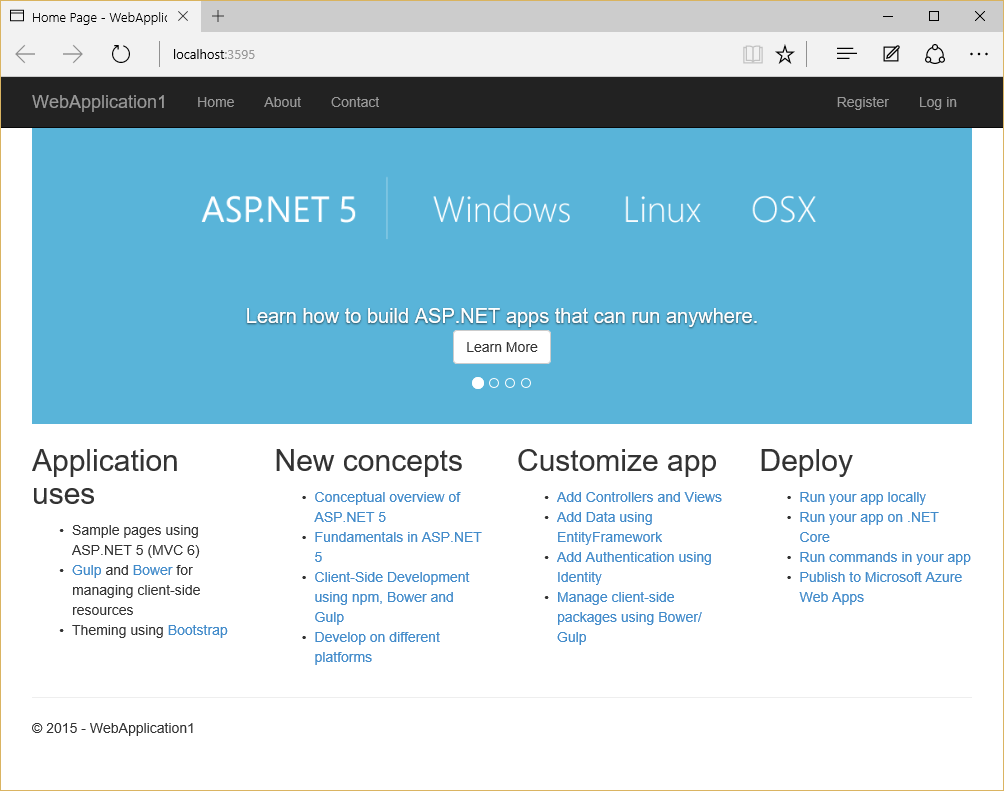 Home Page - WebApplic
localhost:3595
WebApplication1 Home About Contact Register Log in
ASP.NET 5 Windows Linux OSX
Learn how to build ASP.NET apps that can run anywhere.
Learn More
Application
uses
• Sample pages using
ASP.NET 5 (MVC 6)
• Gulp and Bower for
managing client-side
resources
• Theming using Bootstrap
New concepts
• Conceptual overview of
ASP.NET 5
• Fundamentals in ASP.NET
5
• Client-Side Development
using npm, Bower and
Gulp
• Develop on different
platforms
Customize app
• Add Controllers and Views
• Add Data using
EntityFramework
• Add Authentication using
Identity
• Manage client-side
packages using Bower/
Gulp
Deploy
• Run your app locally
• Run your app on .NET
Core
• Run commands in your app
• Publish to Microsoft Azure
Web Apps
© 2015 - WebApplication1